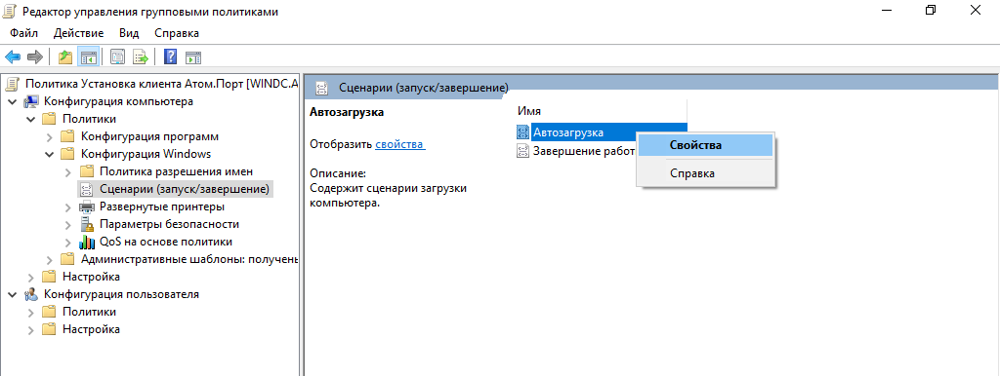 Редактор управления групповыми политиками
Файл Действие Вид Справка
Политика Установка клиента Атом.Порт [WINDC.A
Конфигурация компьютера
Политики
Конфигурация программ
Конфигурация Windows
Политика разрешения имен
Сценарии (запуск/завершение)
Развернутые принтеры
Параметры безопасности
QoS на основе политики
Административные шаблоны: получены
Настройка
Конфигурация пользователя
Политики
Настройка
Сценарии (запуск/завершение)
Автозагрузка
Отобразить свойства
Описание:
Содержит сценарии загрузки
компьютера.
Имя
Автозагрузка
Завершение работ
Свойства
Справка